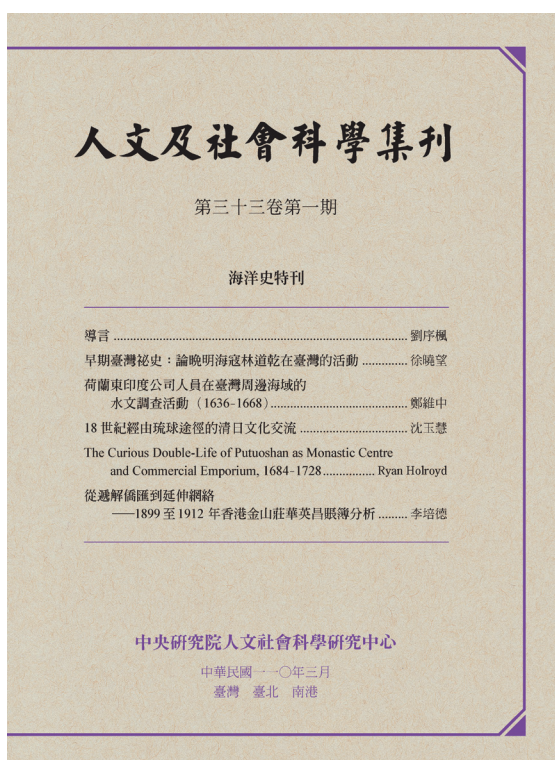 人文及社會科學集刊
第三十三卷第一期
海洋史特刊
導言 ........................................ 劉序楓
早期臺灣祕史：論晚明海寇林道乾在臺灣的活動 ............. 徐曉望
荷蘭東印度公司人員在臺灣周邊海域的
水文調查活動（1636-1668）........................................ 鄭維中
18 世紀經由琉球途徑的清日文化交流 ................................ 沈玉慧
The Curious Double-Life of Putuoshan as Monastic Centre
and Commercial Emporium, 1684-1728................ Ryan Holroyd
從遞解僑匯到延伸網絡
——1899 至 1912 年香港金山莊華英昌賬簿分析 ......... 李培德
中央研究院人文社會科學研究中心
中華民國一一〇年三月
臺灣　臺北　南港